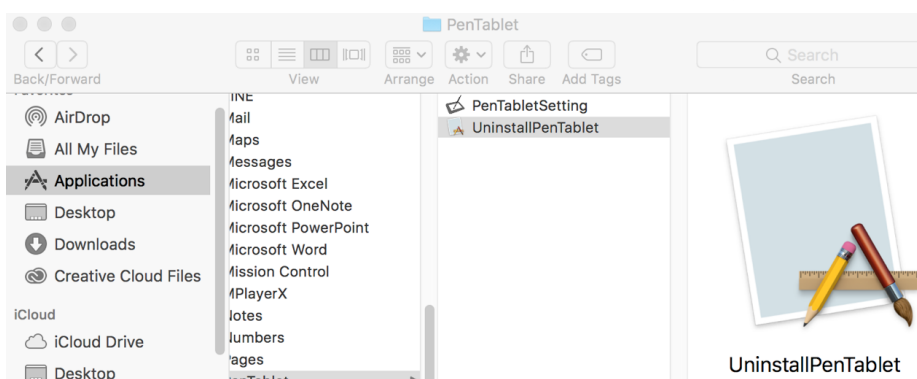 PenTablet
Search
Back/Forward
View
Arrange
Action
Share
Add Tags
Search
AirDrop
All My Files
Applications
Desktop
Downloads
Creative Cloud Files
iCloud
iCloud Drive
Desktop
Mail
Maps
Messages
Microsoft Excel
Microsoft OneNote
Microsoft PowerPoint
Microsoft Word
Mission Control
MPlayerX
Notes
Numbers
Pages
PenTablet
PenTabletSetting
UninstallPenTablet
UninstallPenTablet